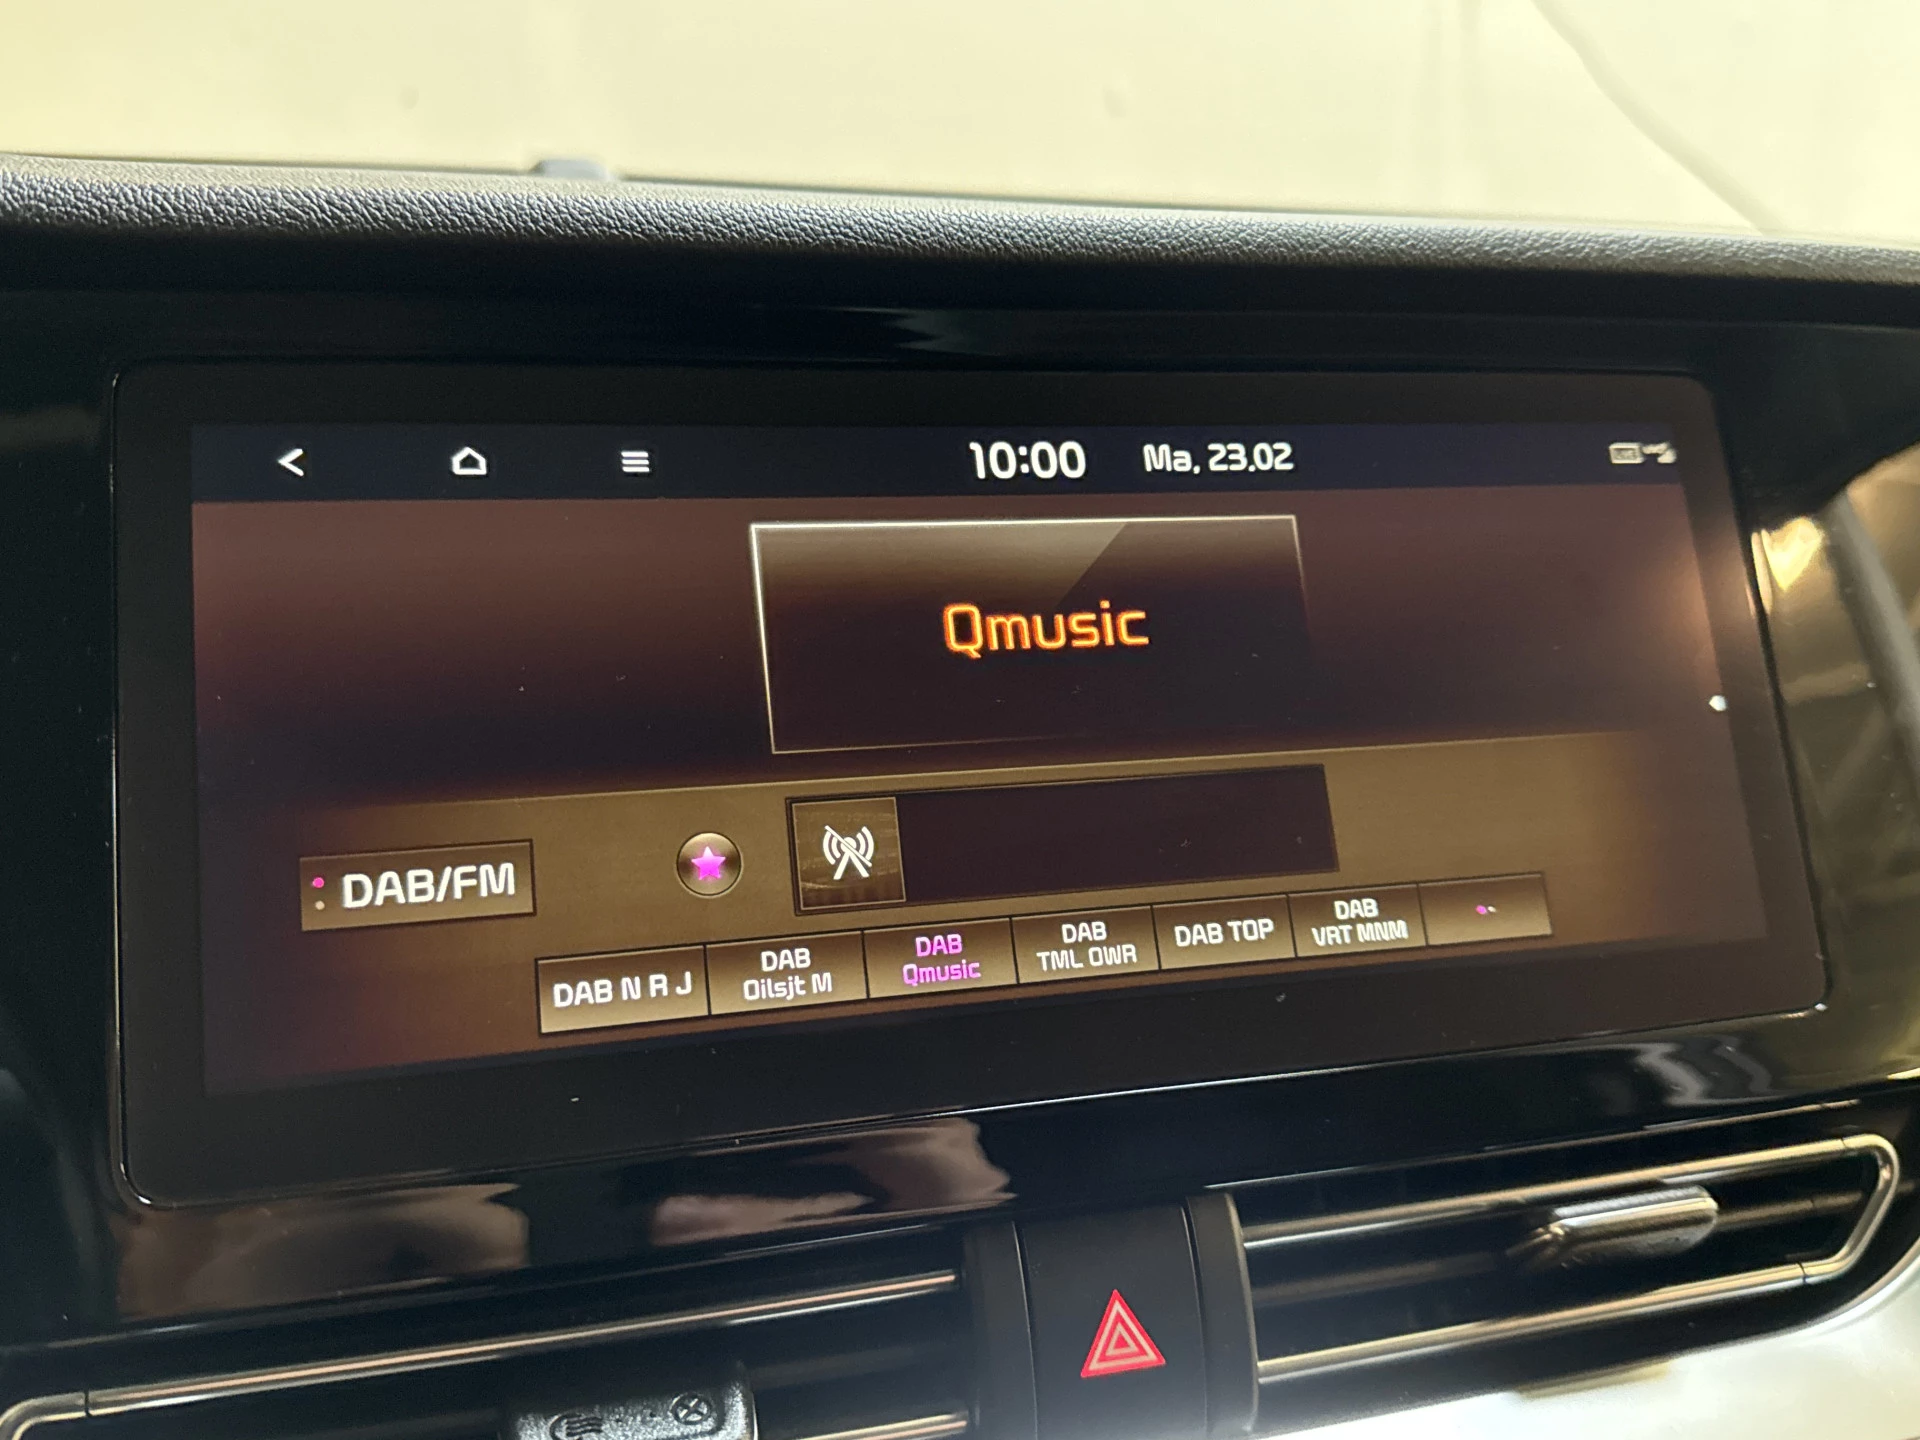 10:00 Ma, 23.02
Qmusic
DAB/FM
DAB N R J
DAB
Oilsjt M
DAB
Qmusic
DAB
TML OWR
DAB TOP
DAB
VRT MNM